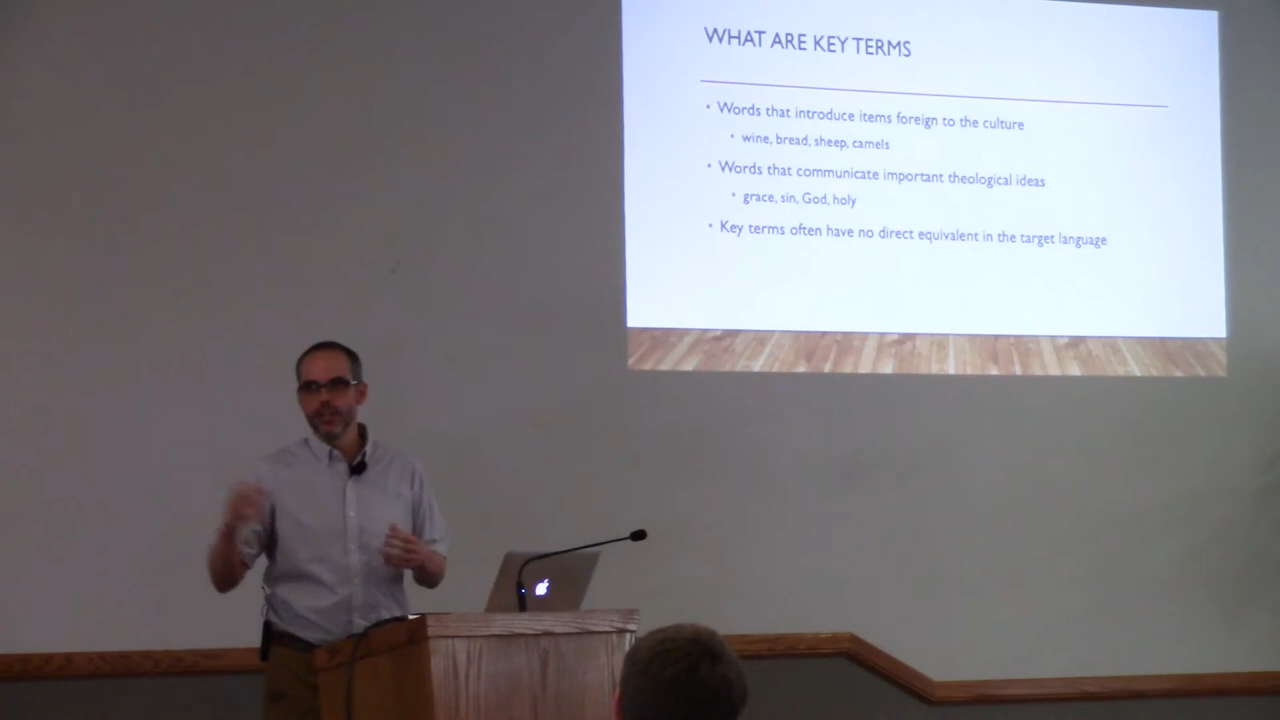 WHAT ARE KEY TERMS
• Words that introduce items foreign to the culture
• wine, bread, sheep, camels
• Words that communicate important theological ideas
• grace, sin, God, holy
• Key terms often have no direct equivalent in the target language